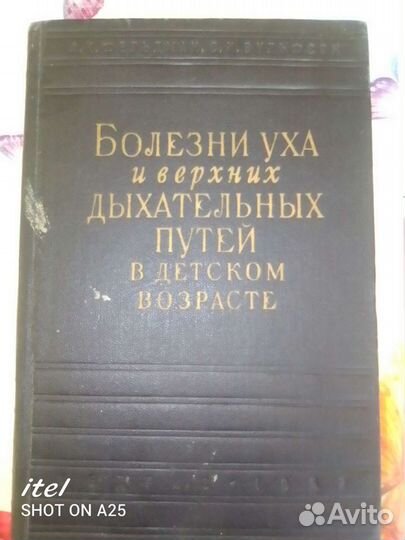 БОЛЕЗНИ УХА
и верхних
ДЫХАТЕЛЬНЫХ
ПУТЕЙ
В ДЕТСКОМ
ВОЗРАСТЕ
itel
SHOT ON A25
Avito